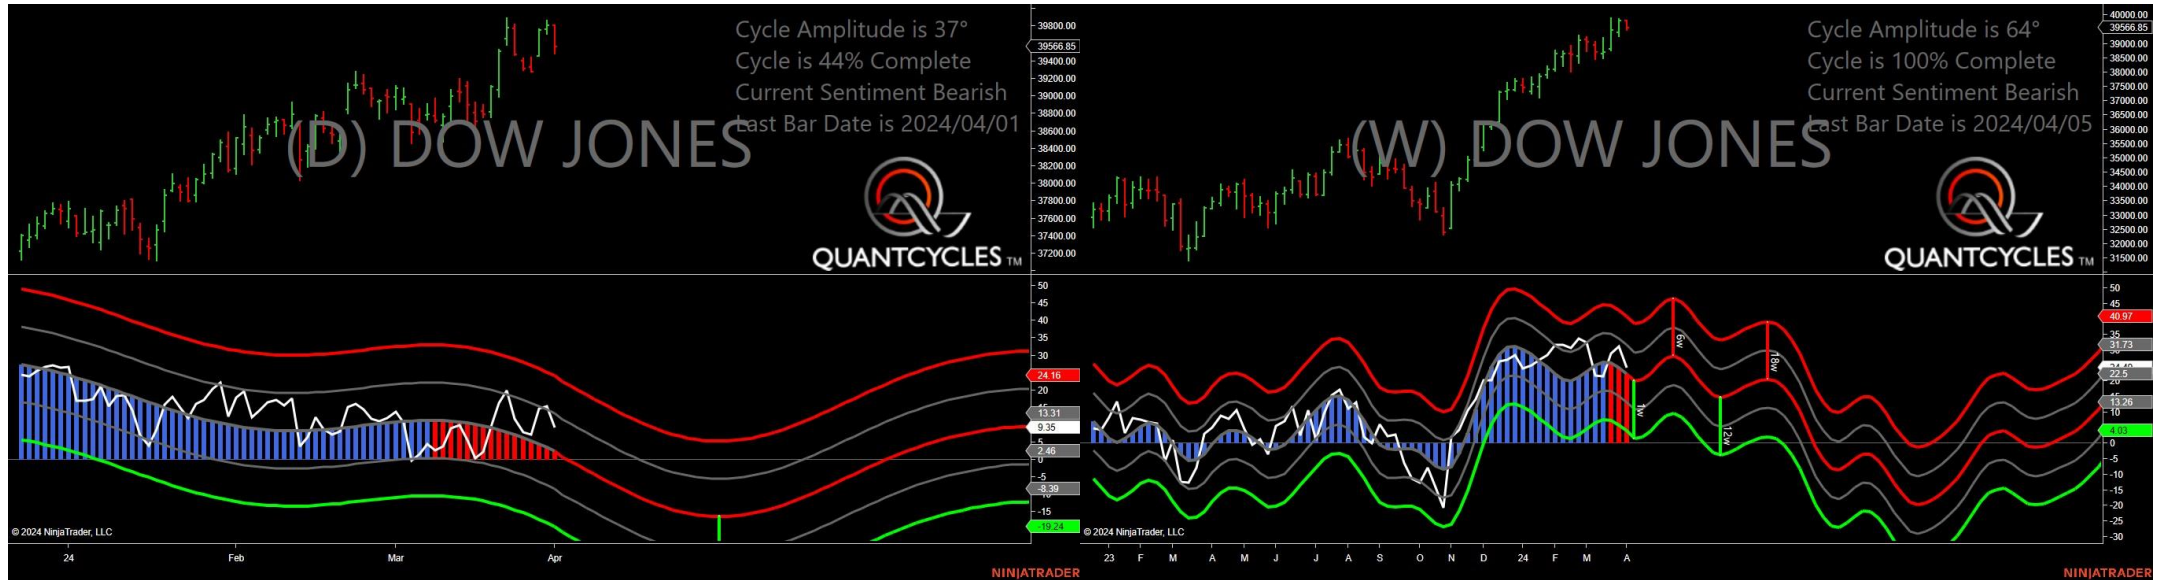 Cycle Amplitude is 37°
Cycle is 44% Complete
Current Sentiment Bearish
Last Bar Date is 2024/04/01
(D) DOW JONES
QUANTCYCLES TM
39800.00
39566.85
39400.00
39200.00
39000.00
38800.00
38600.00
38400.00
38200.00
38000.00
37800.00
37600.00
37400.00
37200.00
50
45
40
35
30
24.16
20
13.31
9.35
5
2.46
0
-5
-8.39
-15
-19.24
© 2024 NinjaTrader, LLC
24
Feb
Mar
Apr
NINJATRADER
Cycle Amplitude is 64°
Cycle is 100% Complete
Current Sentiment Bearish
Last Bar Date is 2024/04/05
(W) DOW JONES
QUANTCYCLES TM
40000.00
39566.85
39000.00
38500.00
38000.00
37500.00
37000.00
36500.00
36000.00
35500.00
35000.00
34500.00
34000.00
33500.00
33000.00
32500.00
32000.00
31500.00
50
45
40.97
35
31.73
22.5
20
13.26
10
4.03
0
-5
-10
-15
-20
-25
-30
1w
6w
12w
18w
© 2024 NinjaTrader, LLC
23
F
M
A
M
J
J
A
S
O
N
D
24
F
M
A
NINJATRADER